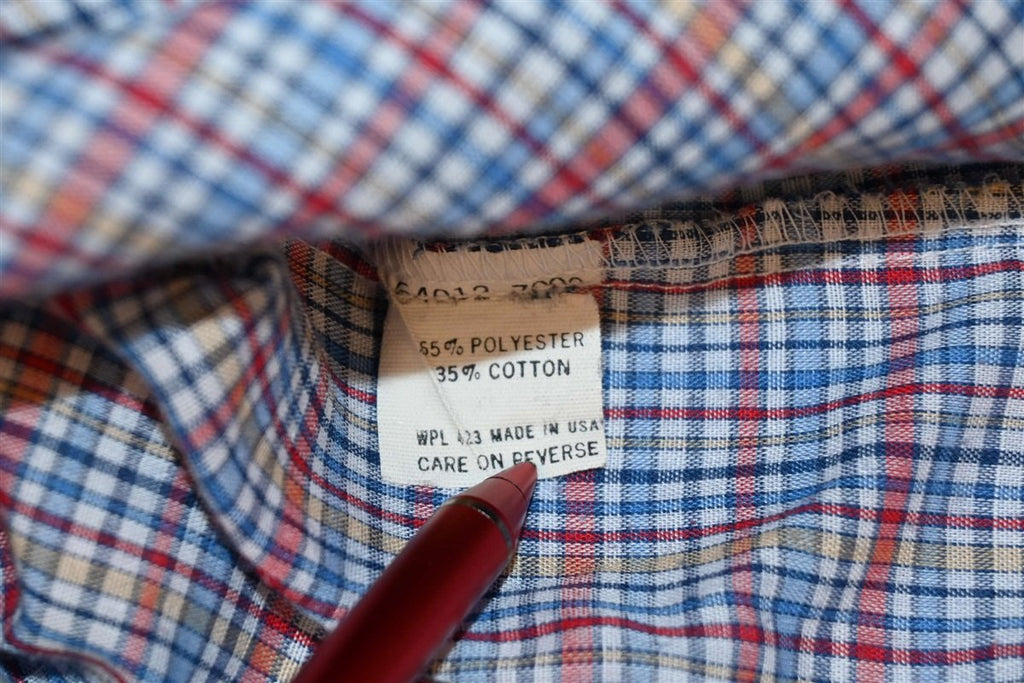 65% POLYESTER
35% COTTON
WPL 423 MADE IN USA
CARE ON REVERSE